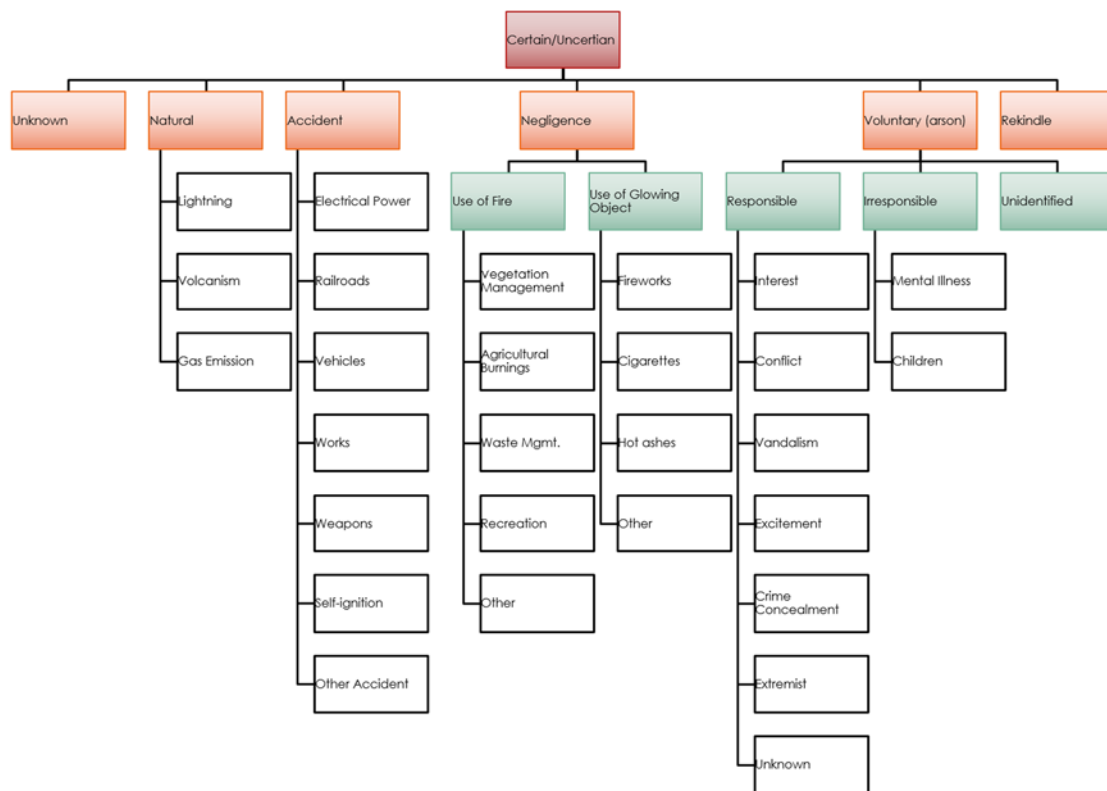 Certain/Uncertian
Unknown
Natural
Accident
Negligence
Voluntary (arson)
Rekindle
Use of Fire
Use of Glowing
Object
Responsible
Irresponsible
Unidentified
Lightning
Volcanism
Gas Emission
Electrical Power
Railroads
Vehicles
Works
Weapons
Self-ignition
Other Accident
Vegetation
Management
Agricultural
Burnings
Waste Mgmt.
Recreation
Other
Fireworks
Cigarettes
Hot ashes
Other
Interest
Conflict
Vandalism
Excitement
Crime
Concealment
Extremist
Unknown
Mental Illness
Children